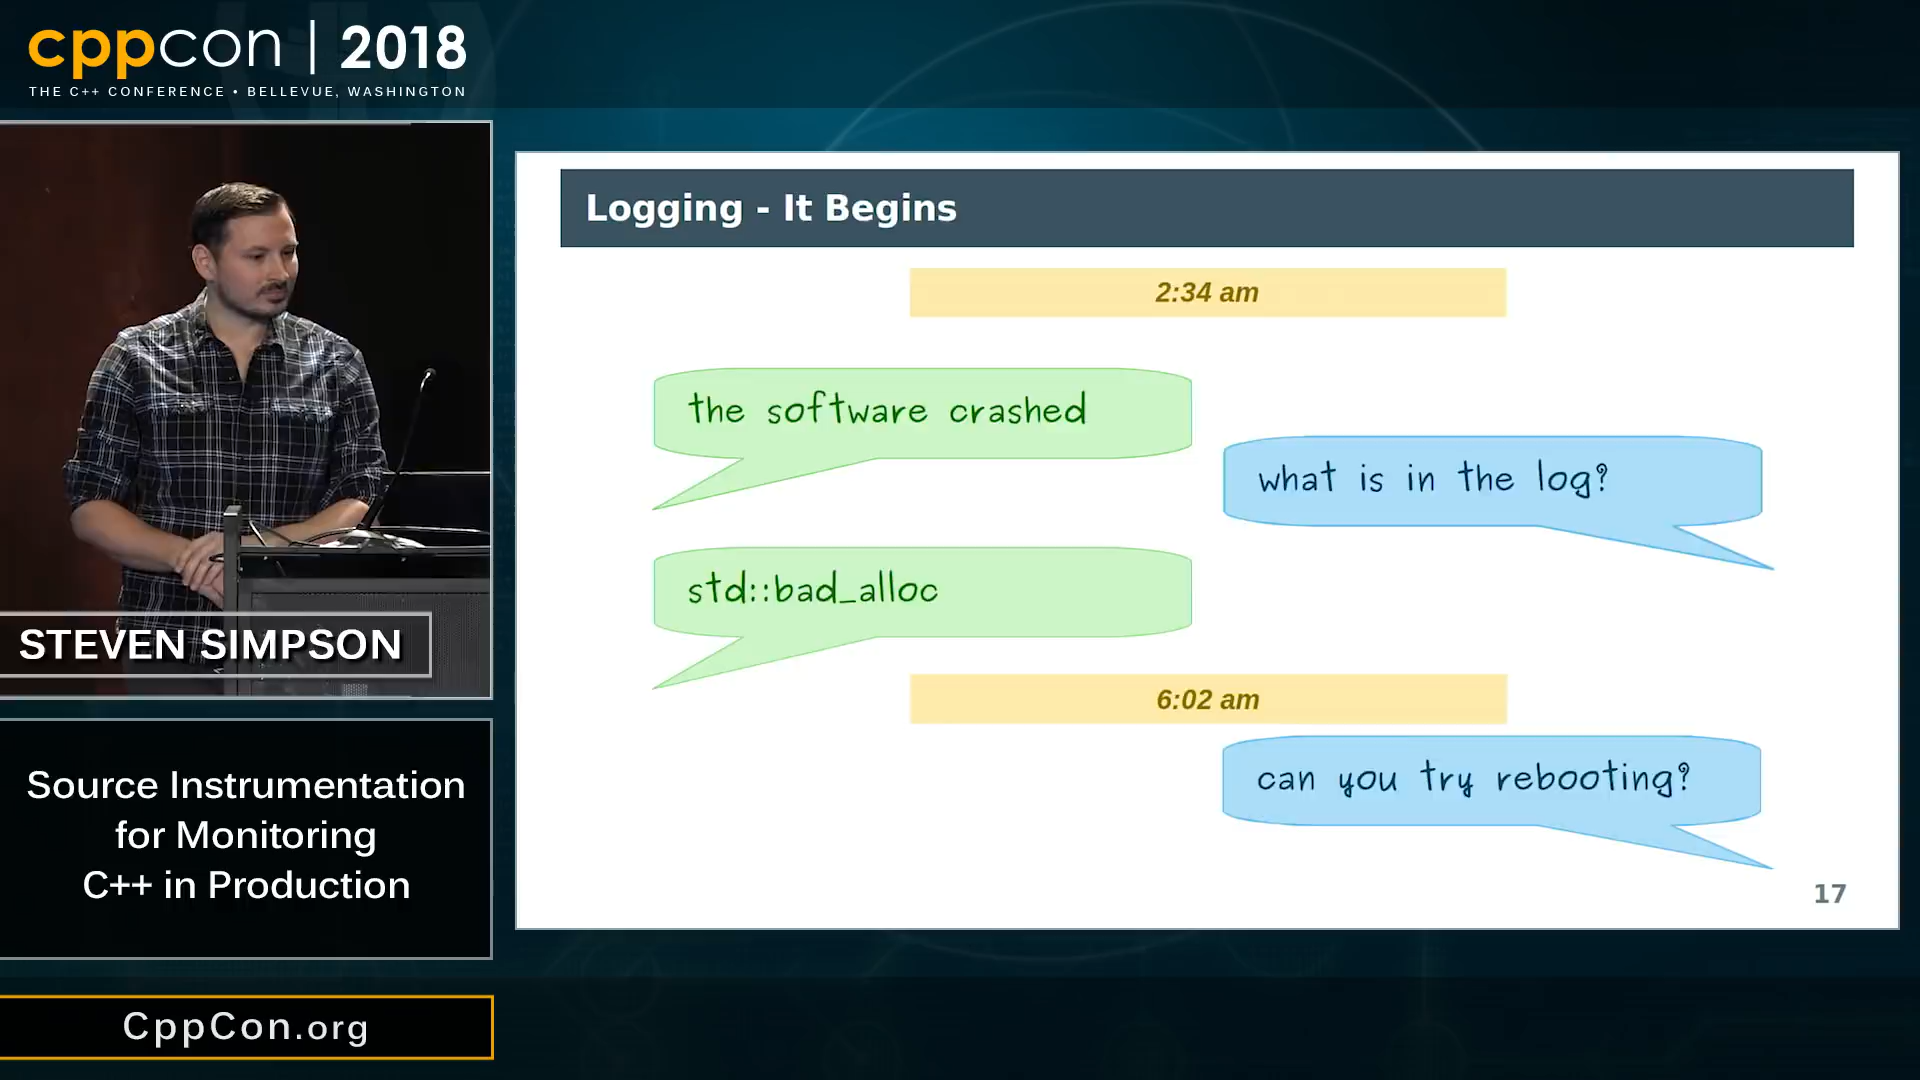 cppcon | 2018
THE C++ CONFERENCE • BELLEVUE, WASHINGTON
STEVEN SIMPSON
Source Instrumentation
for Monitoring
C++ in Production
CppCon.org
Logging - It Begins
2:34 am
the software crashed
what is in the log?
std::bad_alloc
6:02 am
can you try rebooting?
17